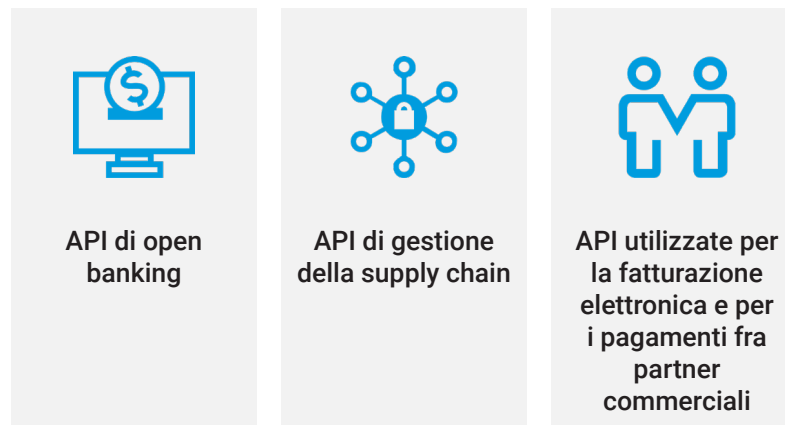 API di open
banking
API di gestione
della supply chain
API utilizzate per
la fatturazione
elettronica e per
i pagamenti fra
partner
commerciali